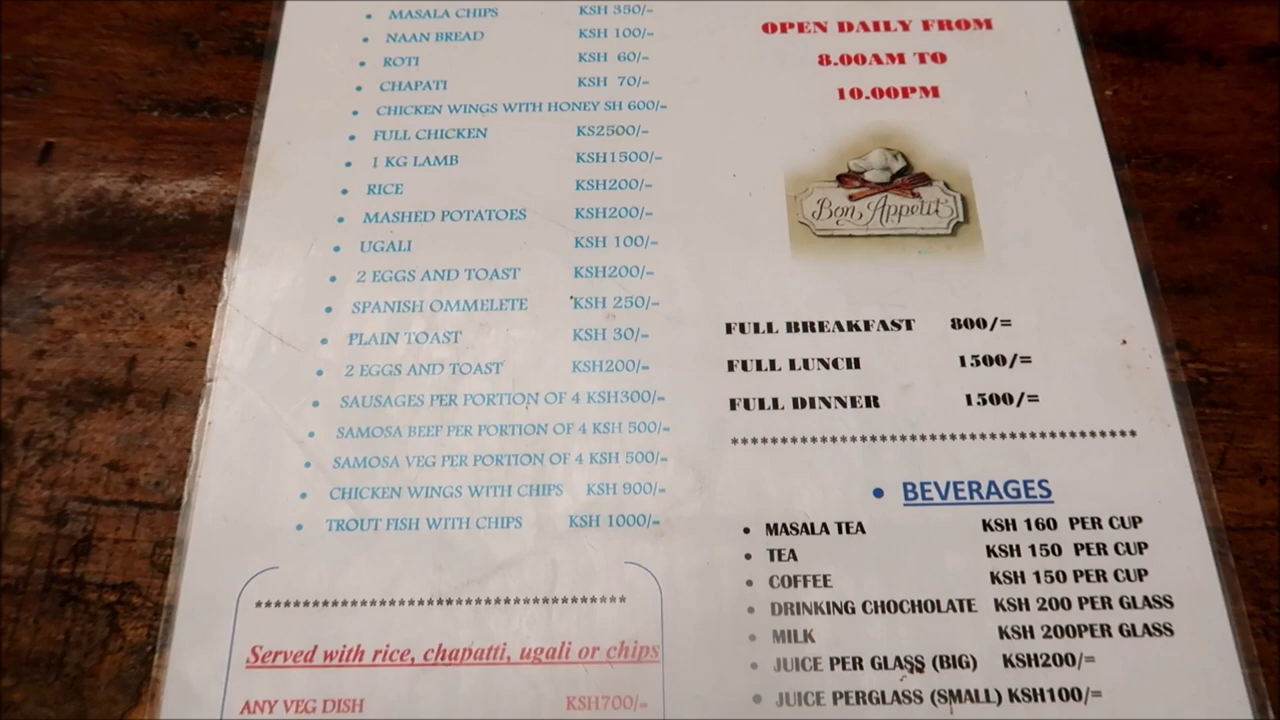 MASALA CHIPS KSH 350/-
NAAN BREAD KSH 100/-
ROTI KSH 60/-
CHAPATI KSH 70/-
CHICKEN WINGS WITH HONEY SH 600/-
FULL CHICKEN KS2500/-
1 KG LAMB KSH1500/-
RICE KSH200/-
MASHED POTATOES KSH200/-
UGALI KSH 100/-
2 EGGS AND TOAST KSH200/-
SPANISH OMMELETE KSH 250/-
PLAIN TOAST KSH 30/-
2 EGGS AND TOAST KSH200/-
SAUSAGES PER PORTION OF 4 KSH300/-
SAMOSA BEEF PER PORTION OF 4 KSH 500/-
SAMOSA VEG PER PORTION OF 4 KSH 500/-
CHICKEN WINGS WITH CHIPS KSH 900/-
TROUT FISH WITH CHIPS KSH 1000/-
************************************
Served with rice, chapatti, ugali or chips
ANY VEG DISH KSH700/-
OPEN DAILY FROM
8.00AM TO
10.00PM
Bon Appetit
FULL BREAKFAST 800/=
FULL LUNCH 1500/=
FULL DINNER 1500/=
***************************************
BEVERAGES
MASALA TEA KSH 160 PER CUP
TEA KSH 150 PER CUP
COFFEE KSH 150 PER CUP
DRINKING CHOCHOLATE KSH 200 PER GLASS
MILK KSH 200PER GLASS
JUICE PER GLASS (BIG) KSH200/=
JUICE PERGLASS (SMALL) KSH100/=